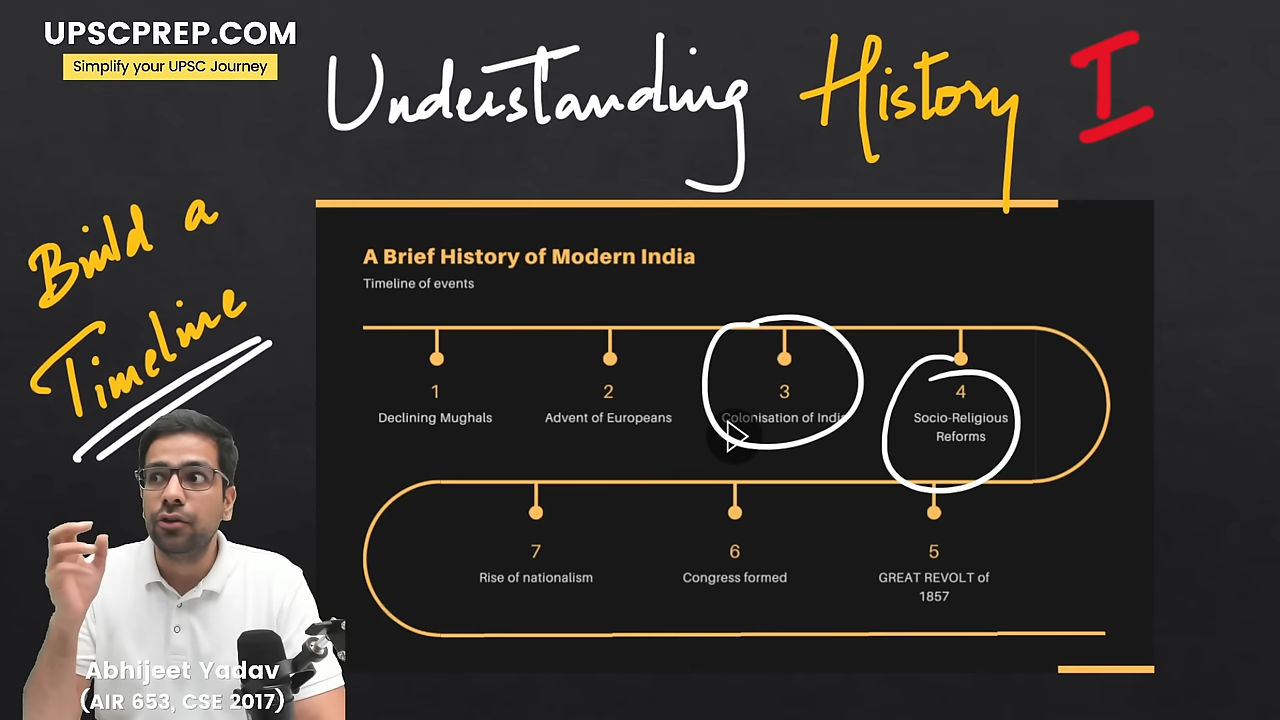 UPSCPREP.COM
Simplify your UPSC Journey
Understanding History I
Build a
Timeline
A Brief History of Modern India
Timeline of events
1
Declining Mughals
2
Advent of Europeans
3
Colonisation of India
4
Socio-Religious
Reforms
7
Rise of nationalism
6
Congress formed
5
GREAT REVOLT of
1857
Abhijeet Yadav
(AIR 653, CSE 2017)